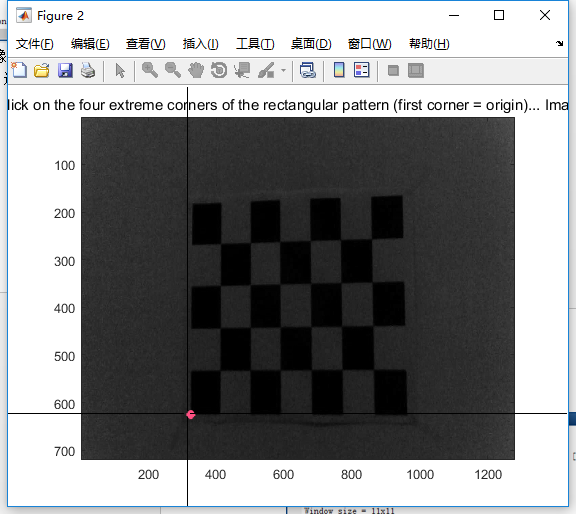 Figure 2
文件(F) 编辑(E) 查看(V) 插入(I) 工具(T) 桌面(D) 窗口(W) 帮助(H)
lick on the four extreme corners of the rectangular pattern (first corner = origin)... Ima
100
200
300
400
500
600
700
200 400 600 800 1000 1200
Window size = 11x11